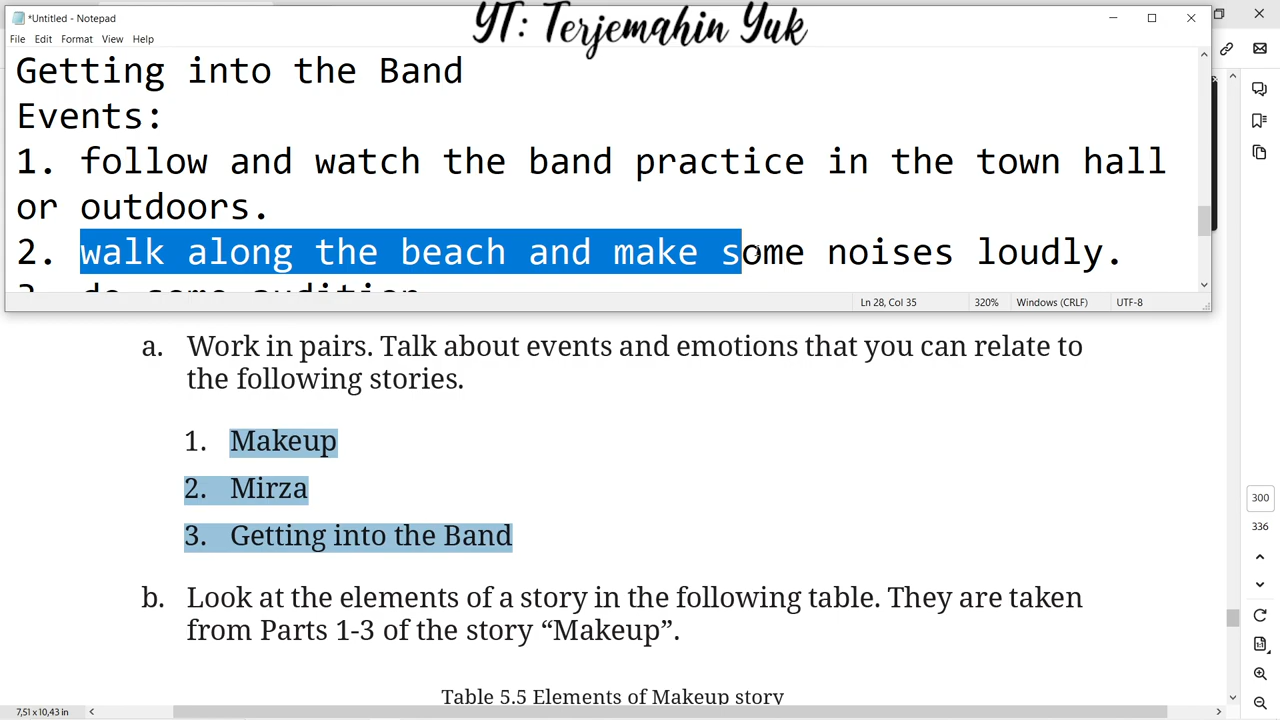 *Untitled - Notepad
YT: Terjemahin Yuk
File Edit Format View Help
Getting into the Band
Events:
1. follow and watch the band practice in the town hall
or outdoors.
2. walk along the beach and make some noises loudly.
3. do some audition
Ln 28, Col 35 320% Windows (CRLF) UTF-8
a. Work in pairs. Talk about events and emotions that you can relate to
the following stories.
1. Makeup
2. Mirza
3. Getting into the Band
b. Look at the elements of a story in the following table. They are taken
from Parts 1-3 of the story “Makeup”.
Table 5.5 Elements of Makeup story
300
336
7,51 x 10,43 in